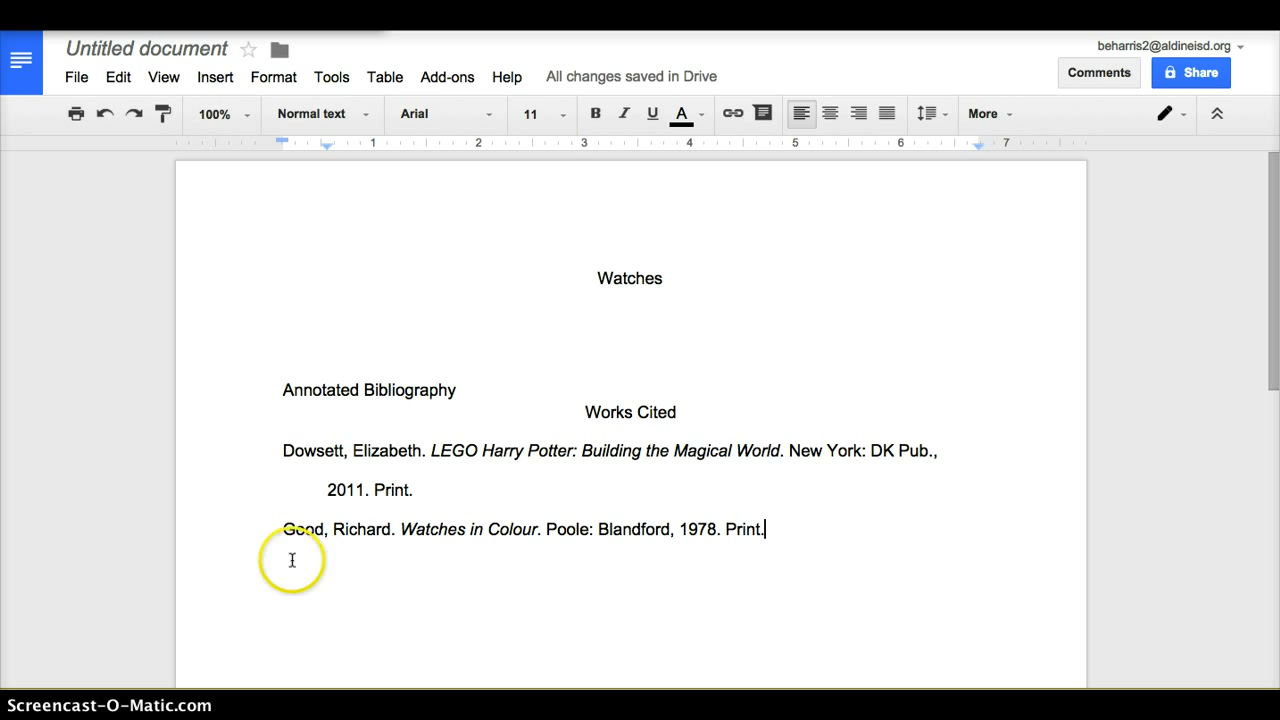 Untitled document
beharris2@aldineisd.org
File Edit View Insert Format Tools Table Add-ons Help All changes saved in Drive
Comments Share
100% Normal text Arial 11 B I U A More
1 2 3 4 5 6 7
Watches
Annotated Bibliography
Works Cited
Dowsett, Elizabeth. LEGO Harry Potter: Building the Magical World. New York: DK Pub.,
2011. Print.
Good, Richard. Watches in Colour. Poole: Blandford, 1978. Print.
Screencast-O-Matic.com